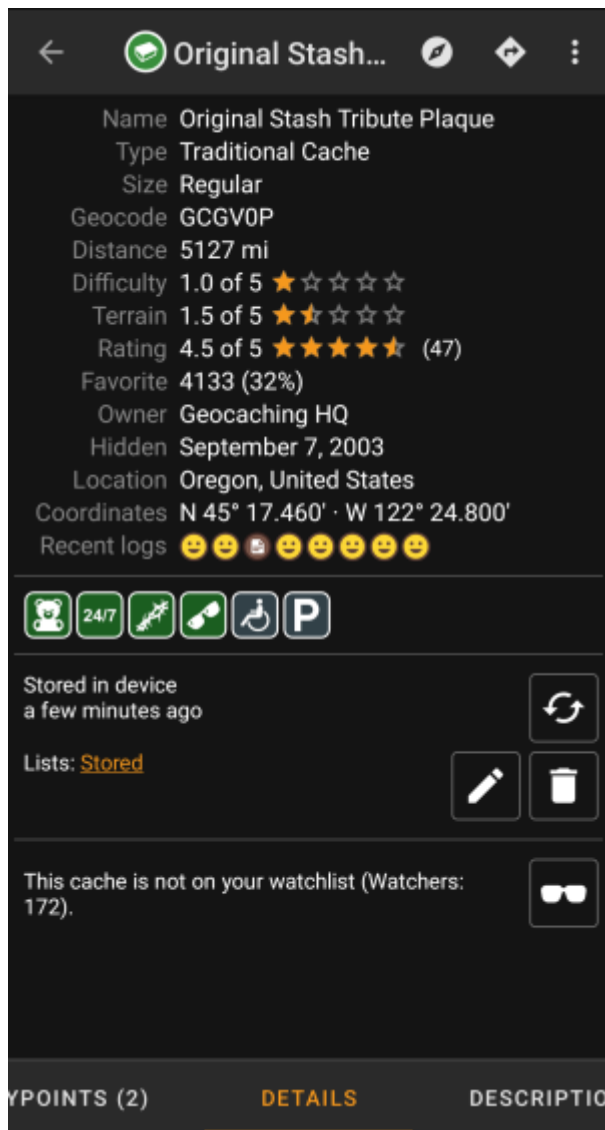 Original Stash...
Name Original Stash Tribute Plaque
Type Traditional Cache
Size Regular
Geocode GCGV0P
Distance 5127 mi
Difficulty 1.0 of 5
Terrain 1.5 of 5
Rating 4.5 of 5 (47)
Favorite 4133 (32%)
Owner Geocaching HQ
Hidden September 7, 2003
Location Oregon, United States
Coordinates N 45° 17.460' · W 122° 24.800'
Recent logs
24/7 P
Stored in device
a few minutes ago
Lists: Stored
This cache is not on your watchlist (Watchers:
172).
YPOINTS (2) DETAILS DESCRIPTIO